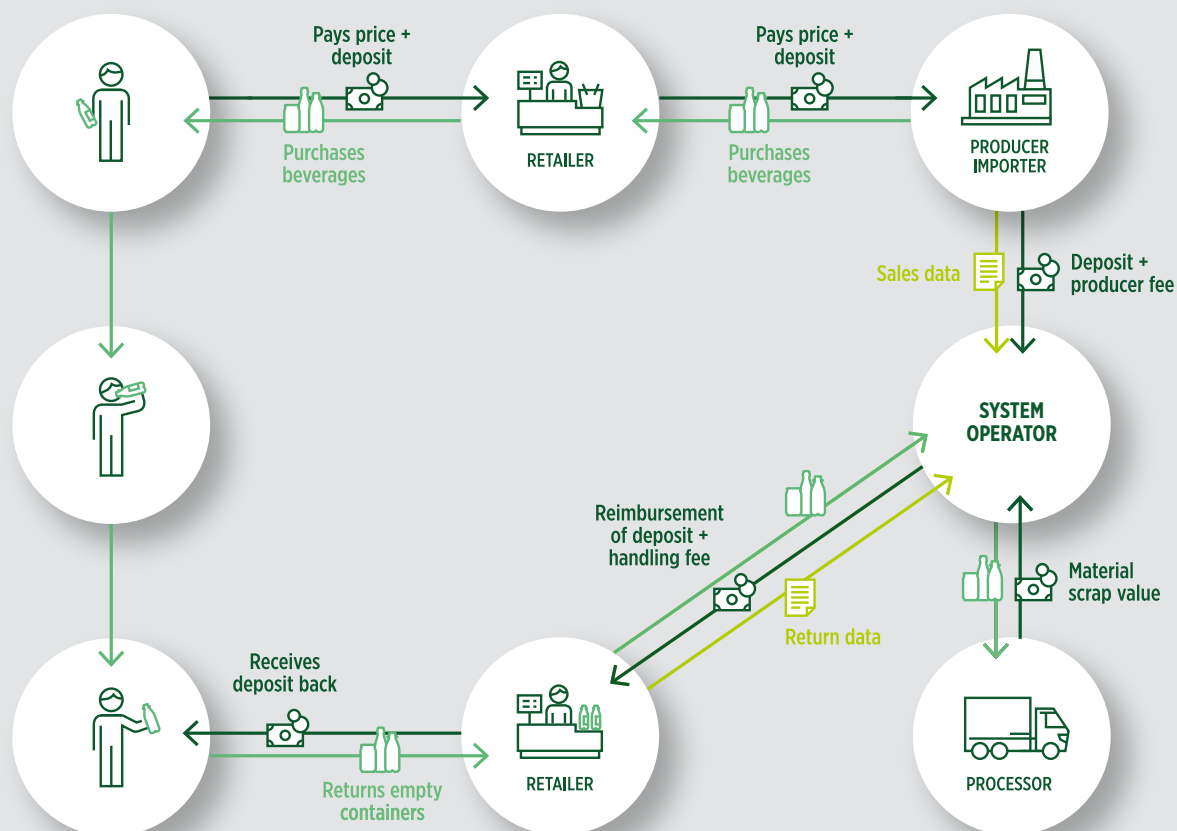 Pays price +
deposit
Pays price +
deposit
Purchases
beverages
RETAILER
Purchases
beverages
PRODUCER
IMPORTER
Sales data
Deposit +
producer fee
SYSTEM
OPERATOR
Reimbursement
of deposit +
handling fee
Material
scrap value
Return data
Receives
deposit back
Returns empty
containers
RETAILER
PROCESSOR